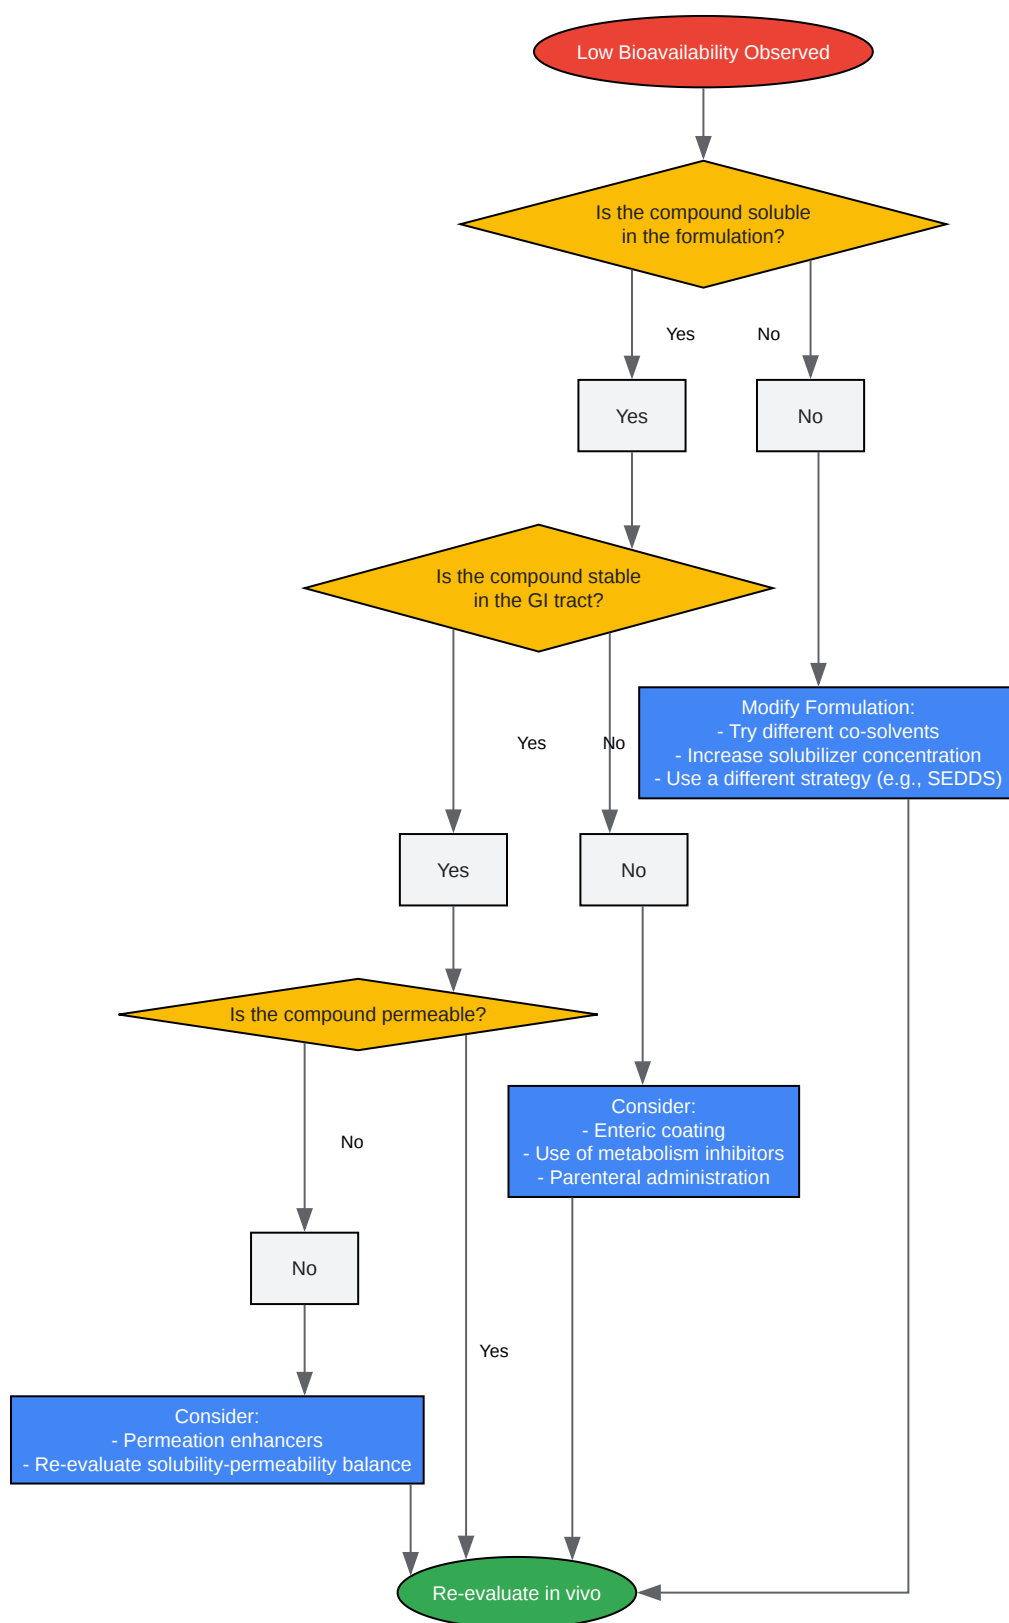 Low Bioavailability Observed
Is the compound soluble
in the formulation?
Yes
No
Yes
No
Is the compound stable
in the GI tract?
Modify Formulation:
- Try different co-solvents
- Increase solubilizer concentration
- Use a different strategy (e.g., SEDDS)
Yes
No
Yes
No
Is the compound permeable?
Consider:
- Enteric coating
- Use of metabolism inhibitors
- Parenteral administration
No
No
Yes
Consider:
- Permeation enhancers
- Re-evaluate solubility-permeability balance
Re-evaluate in vivo